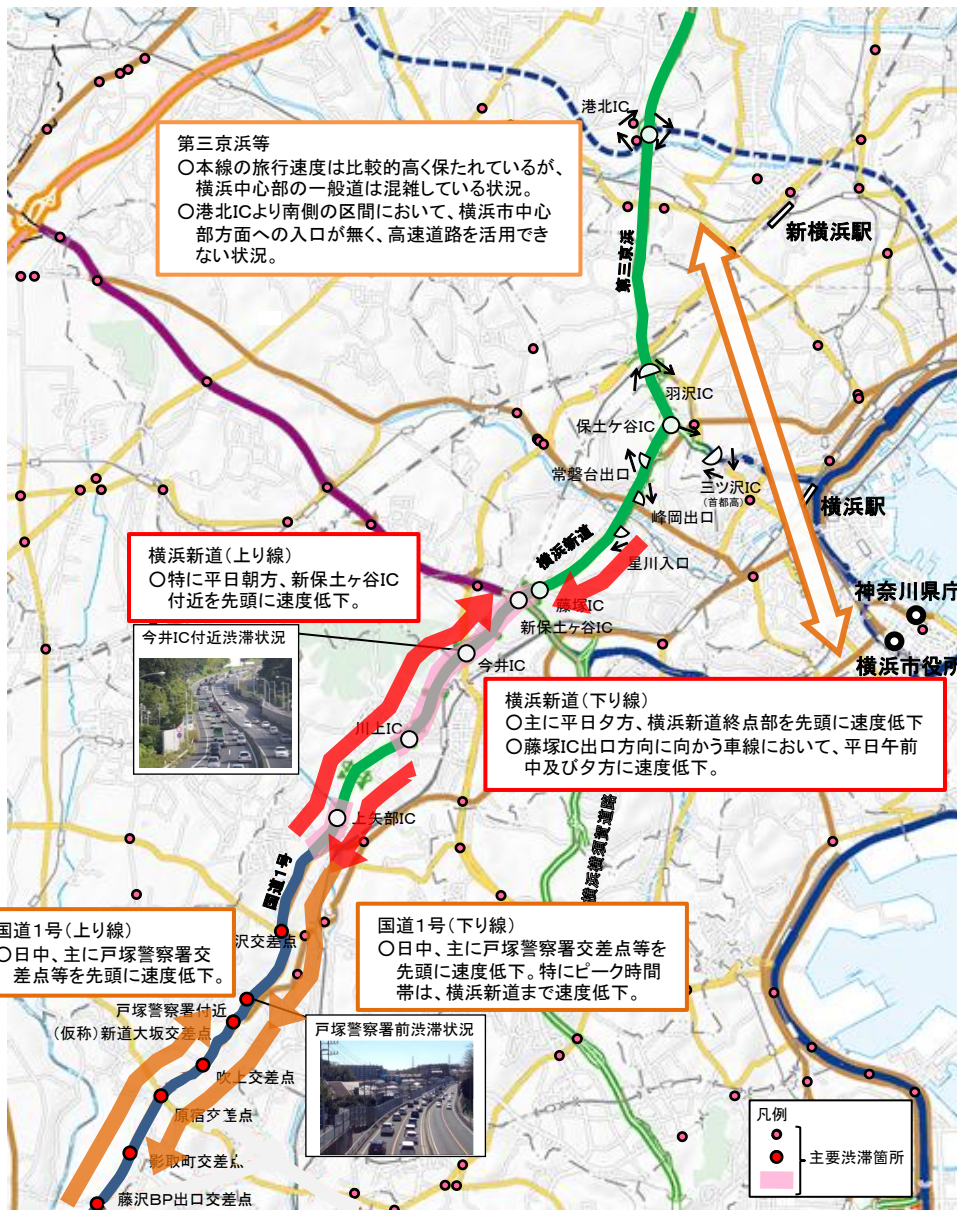 港北IC
第三京浜等
○本線の旅行速度は比較的高く保たれているが、
横浜中心部の一般道は混雑している状況。
○港北ICより南側の区間において、横浜市中心
部方面への入口が無く、高速道路を活用でき
ない状況。
新横浜駅
第三京浜
羽沢IC
保土ケ谷IC
常磐台出口
三ツ沢IC
(首都高)
横浜駅
峰岡出口
横浜新道
星川入口
横浜新道(上り線)
○特に平日朝方、新保土ヶ谷IC
付近を先頭に速度低下。
藤塚IC
新保土ヶ谷IC
神奈川県庁
横浜市役所
今井IC付近渋滞状況
今井IC
横浜新道(下り線)
○主に平日夕方、横浜新道終点部を先頭に速度低下
○藤塚IC出口方向に向かう車線において、平日午前
中及び夕方に速度低下。
川上IC
横浜横須賀道路
上矢部IC
国道1号
国道1号(上り線)
○日中、主に戸塚警察署交
差点等を先頭に速度低下。
沢交差点
国道1号(下り線)
○日中、主に戸塚警察署交差点等を
先頭に速度低下。特にピーク時間
帯は、横浜新道まで速度低下。
戸塚警察署付近
(仮称)新道大坂交差点
戸塚警察署前渋滞状況
吹上交差点
原宿交差点
影取町交差点
藤沢BP出口交差点
凡例
主要渋滞箇所